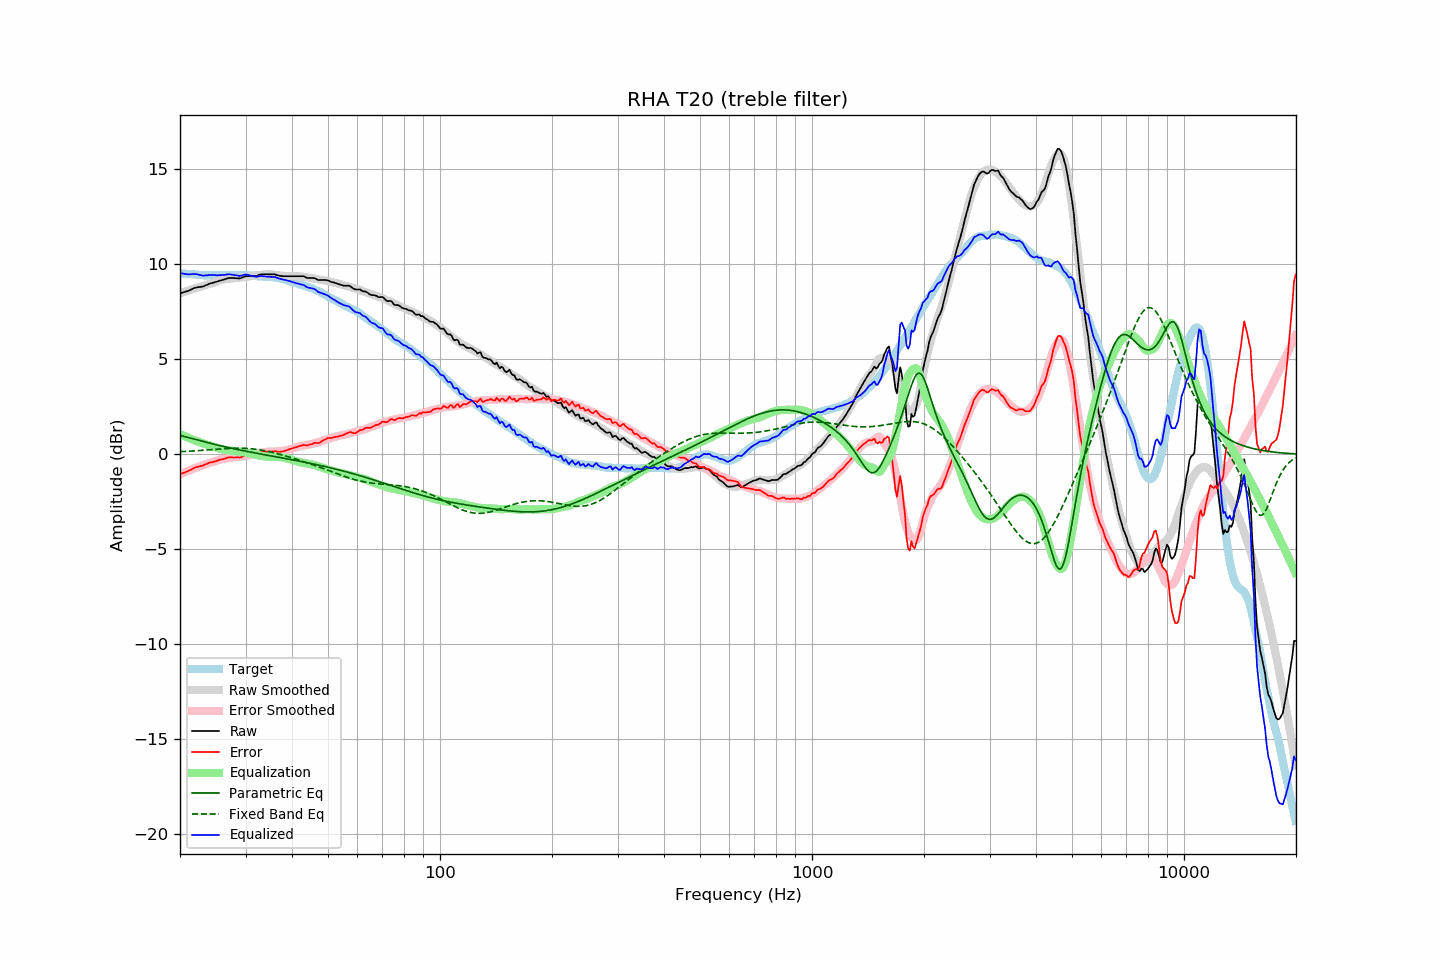 RHA T20 (treble filter)
Amplitude (dBr)
15
10
5
0
−5
−10
−15
−20
Target
Raw Smoothed
Error Smoothed
Raw
Error
Equalization
Parametric Eq
Fixed Band Eq
Equalized
100
1000
10000
Frequency (Hz)